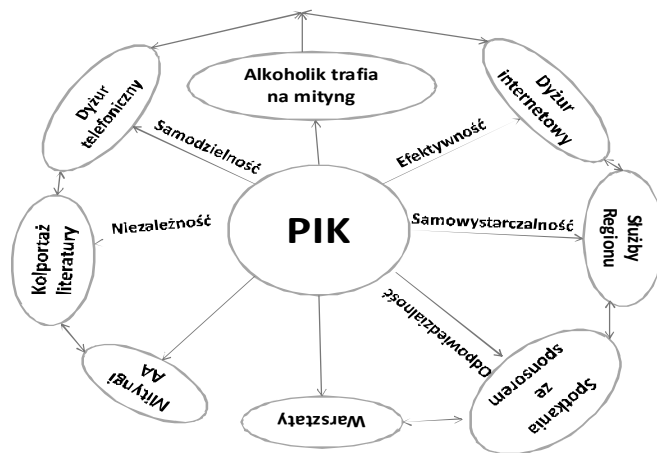 Alkoholik trafia
na mityng
Dyżur
telefoniczny
Dyżur
internetowy
Samodzielność
Efektywność
PIK
Niezależność
Samowystarczalność
Kolportaż
literatury
Służby
Regionu
Odpowiedzialność
Mityngi
AA
Warsztaty
Spotkania
ze
sponsorem